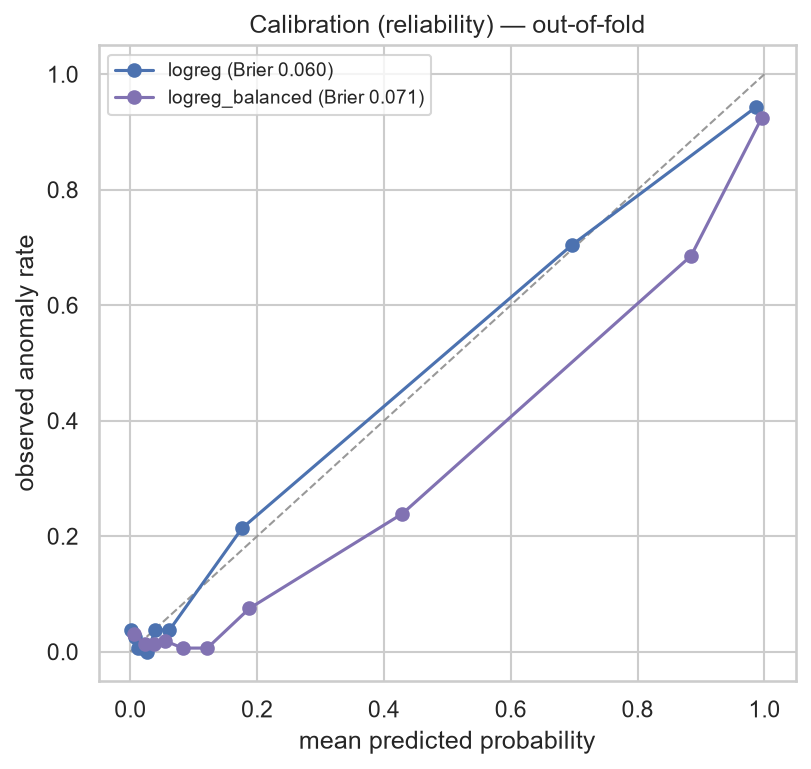 Calibration (reliability) — out-of-fold
logreg (Brier 0.060)
logreg_balanced (Brier 0.071)
1.0
0.8
0.6
0.4
0.2
0.0
observed anomaly rate
0.0 0.2 0.4 0.6 0.8 1.0
mean predicted probability